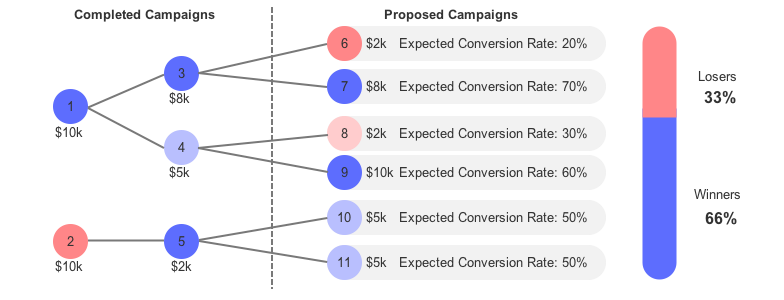 Completed Campaigns
Proposed Campaigns
6 $2k Expected Conversion Rate: 20%
3
$8k
7 $8k Expected Conversion Rate: 70%
1
$10k
8 $2k Expected Conversion Rate: 30%
4
$5k
9 $10k Expected Conversion Rate: 60%
10 $5k Expected Conversion Rate: 50%
2
$10k
5
$2k
11 $5k Expected Conversion Rate: 50%
Losers
33%
Winners
66%